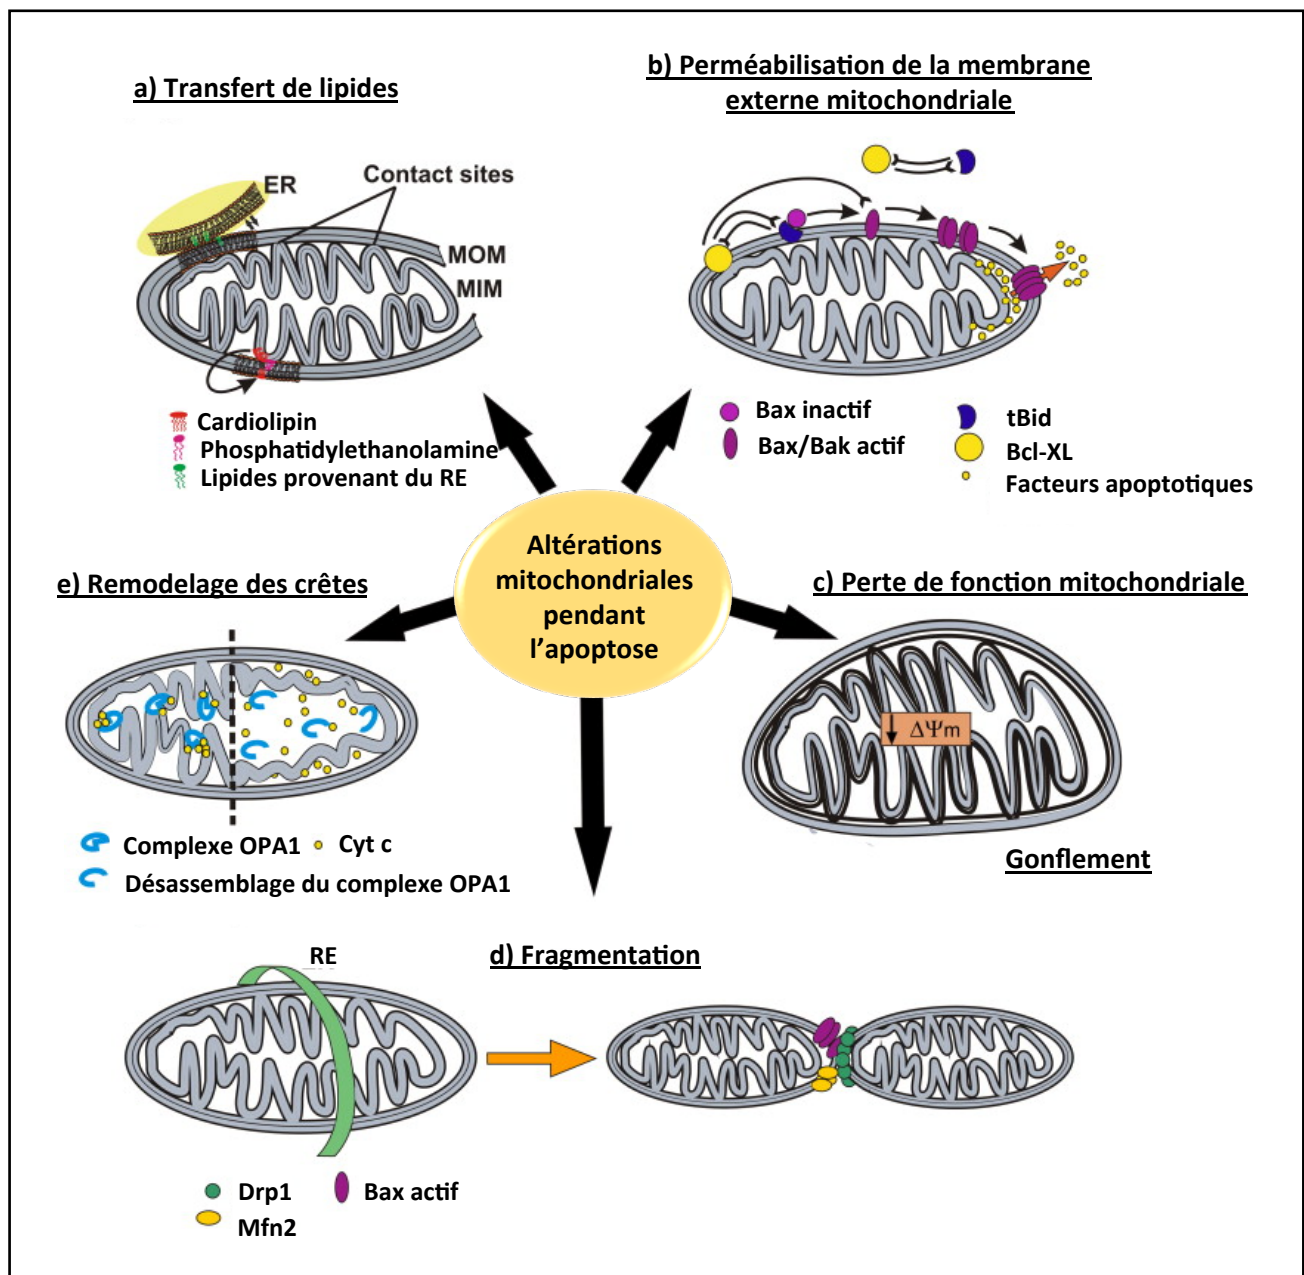 a) Transfert de lipides
ER
Contact sites
MOM
MIM
Cardiolipin
Phosphatidylethanolamine
Lipides provenant du RE
b) Perméabilisation de la membrane
externe mitochondriale
Bax inactif
Bax/Bak actif
tBid
Bcl-XL
Facteurs apoptotiques
Altérations
mitochondriales
pendant
l’apoptose
e) Remodelage des crêtes
Complexe OPA1
Cyt c
Désassemblage du complexe OPA1
c) Perte de fonction mitochondriale
↓ ΔΨm
Gonflement
d) Fragmentation
RE
Drp1
Bax actif
Mfn2